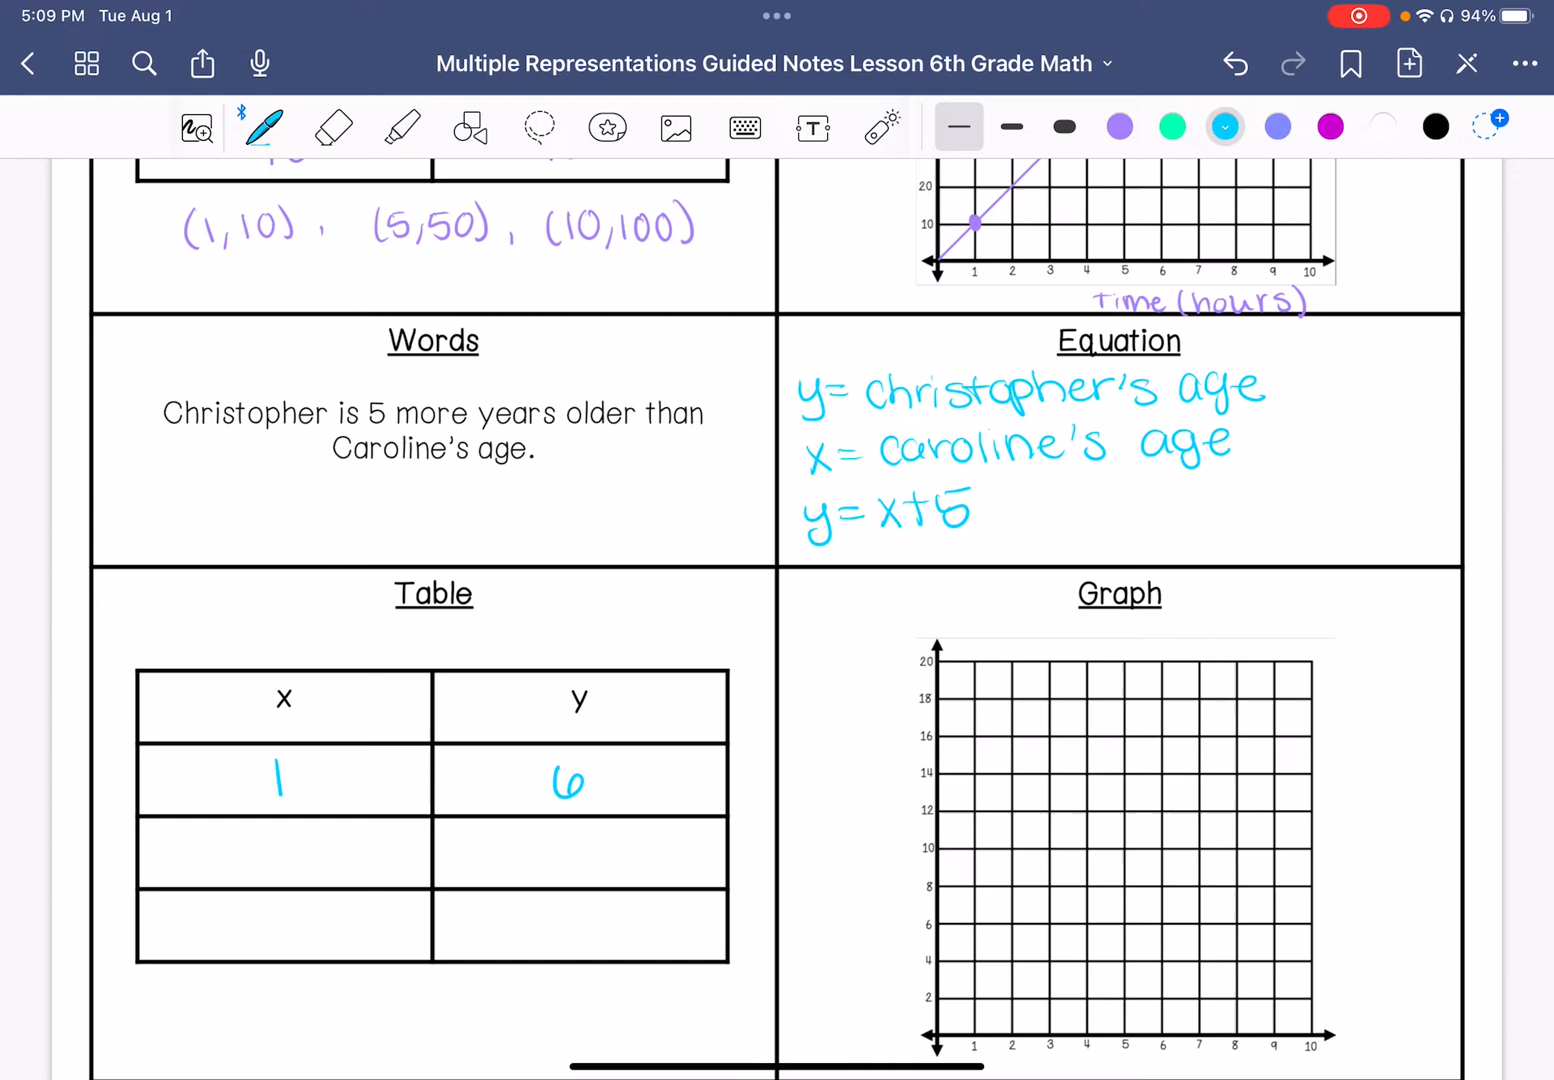 5:09 PM Tue Aug 1
94%
Multiple Representations Guided Notes Lesson 6th Grade Math
T
(1,10), (5,50), (10,100)
20
10
1 2 3 4 5 6 7 8 9 10
Time (hours)
Words
Christopher is 5 more years older than
Caroline's age.
Equation
y= christopher's age
x= caroline's age
y= x+5
Table
x y
1 6
Graph
20
18
16
14
12
10
8
6
4
2
1 2 3 4 5 6 7 8 9 10